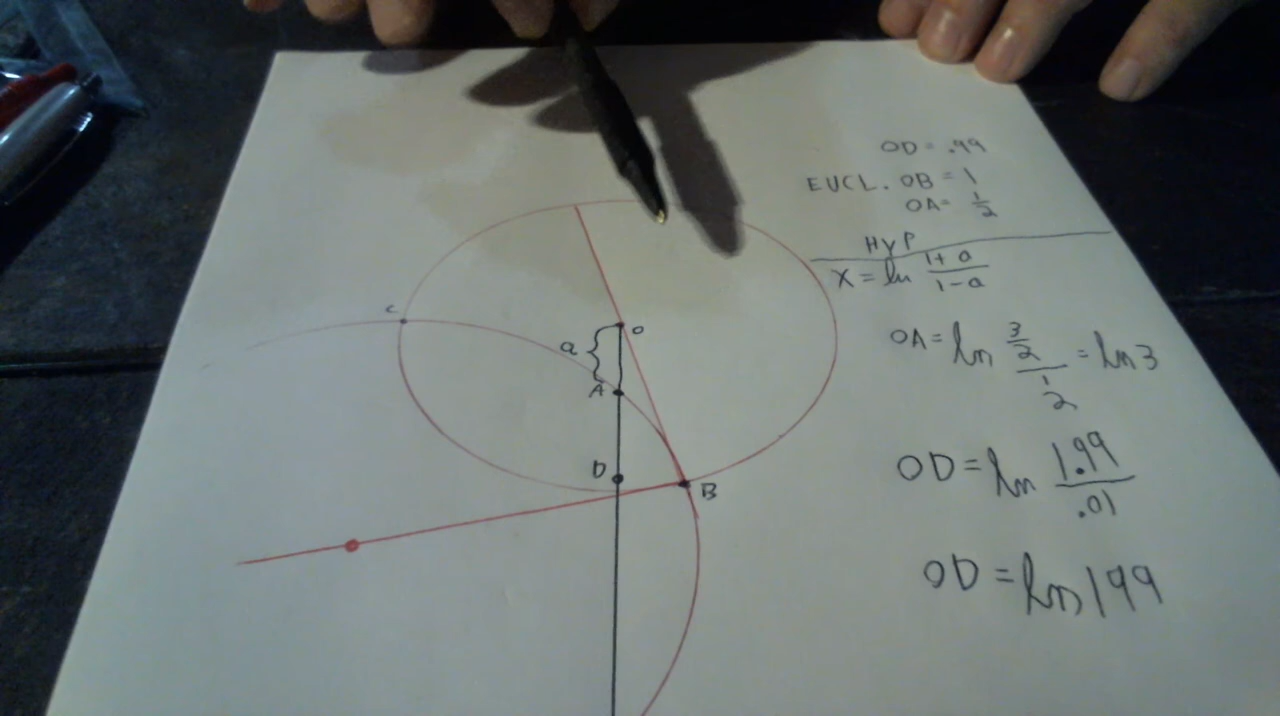 OD = .99
EUCL. OB = 1
OA = 1/2
HYP
X = ln 1+a/1-a
C
O
a
A
OA = ln 3/2 / 1/2 = ln 3
D
B
OD = ln 1.99/.01
OD = ln 199